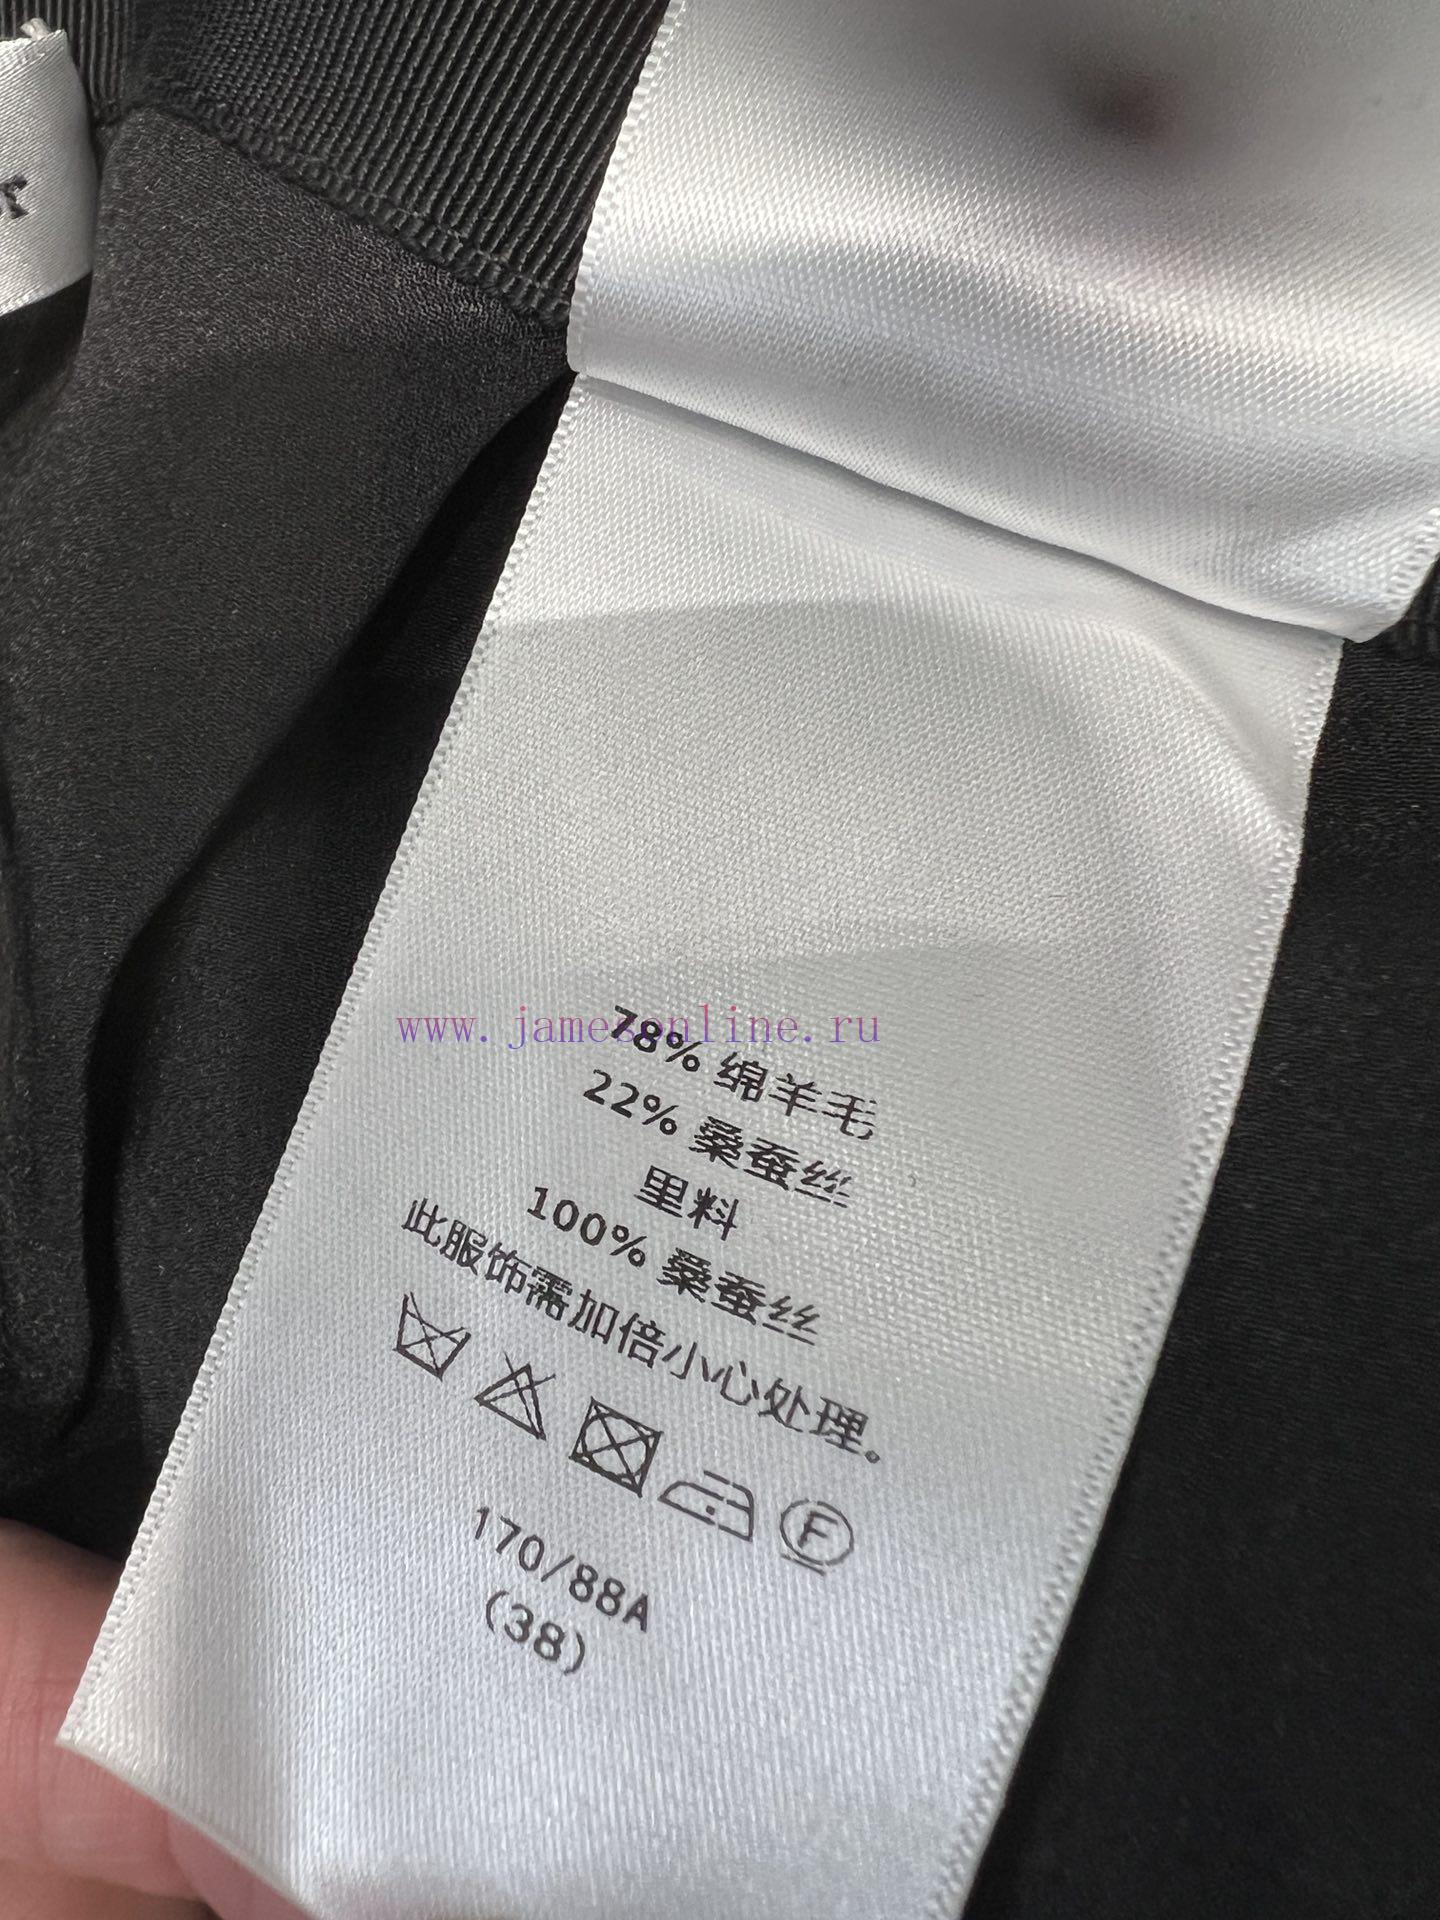 www.jamesonline.ru
78% 绵羊毛
22% 桑蚕丝
里料
100% 桑蚕丝
此服饰需加倍小心处理。
F
170/88A
(38)